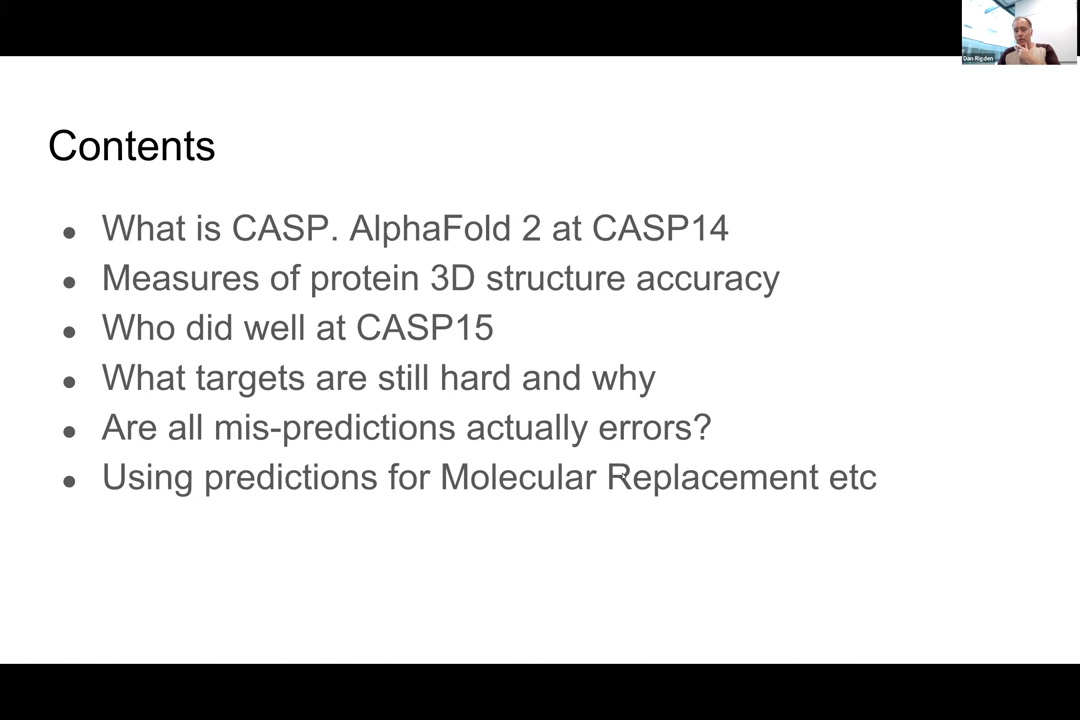 Dan Rigden
Contents
What is CASP. AlphaFold 2 at CASP14
Measures of protein 3D structure accuracy
Who did well at CASP15
What targets are still hard and why
Are all mis-predictions actually errors?
Using predictions for Molecular Replacement etc